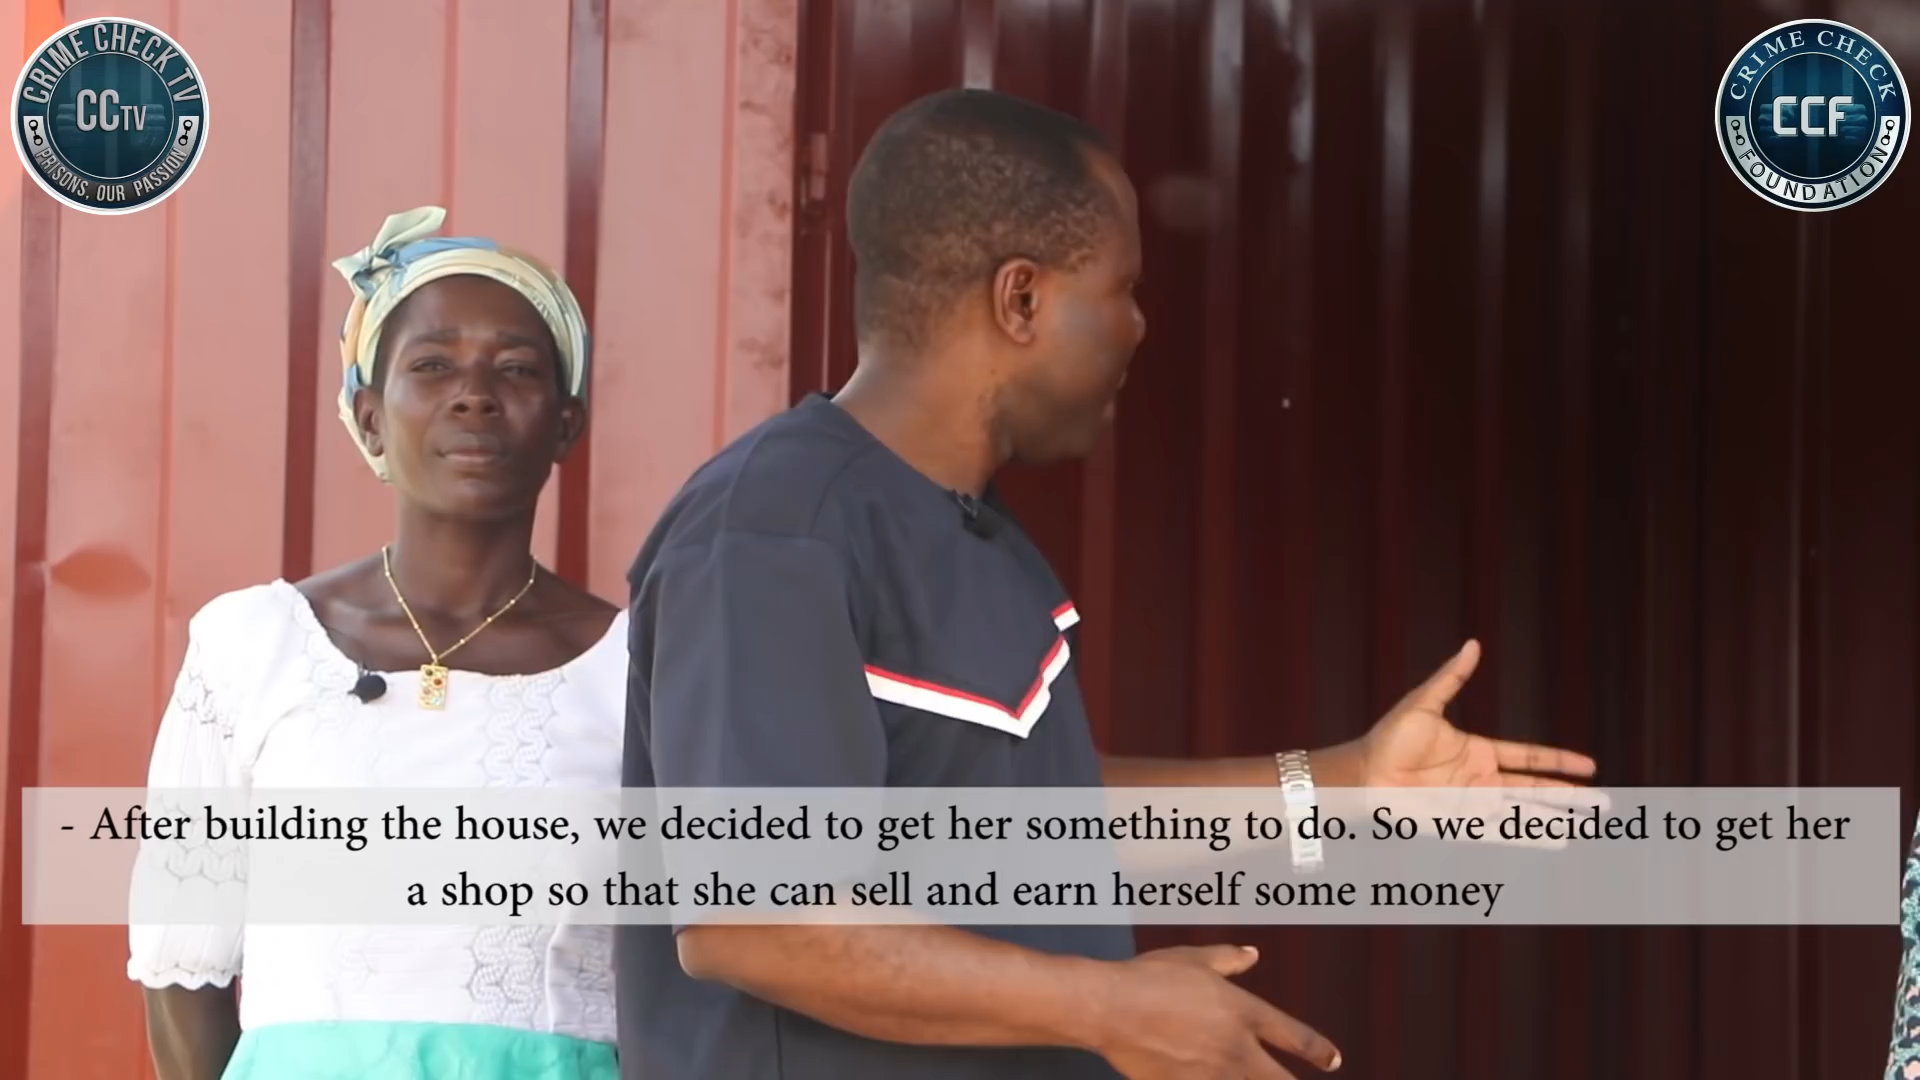 CRIME CHECK TV
CCTV
PRISONS, OUR PASSION
CRIME CHECK
CCF
FOUNDATION
- After building the house, we decided to get her something to do. So we decided to get her
a shop so that she can sell and earn herself some money